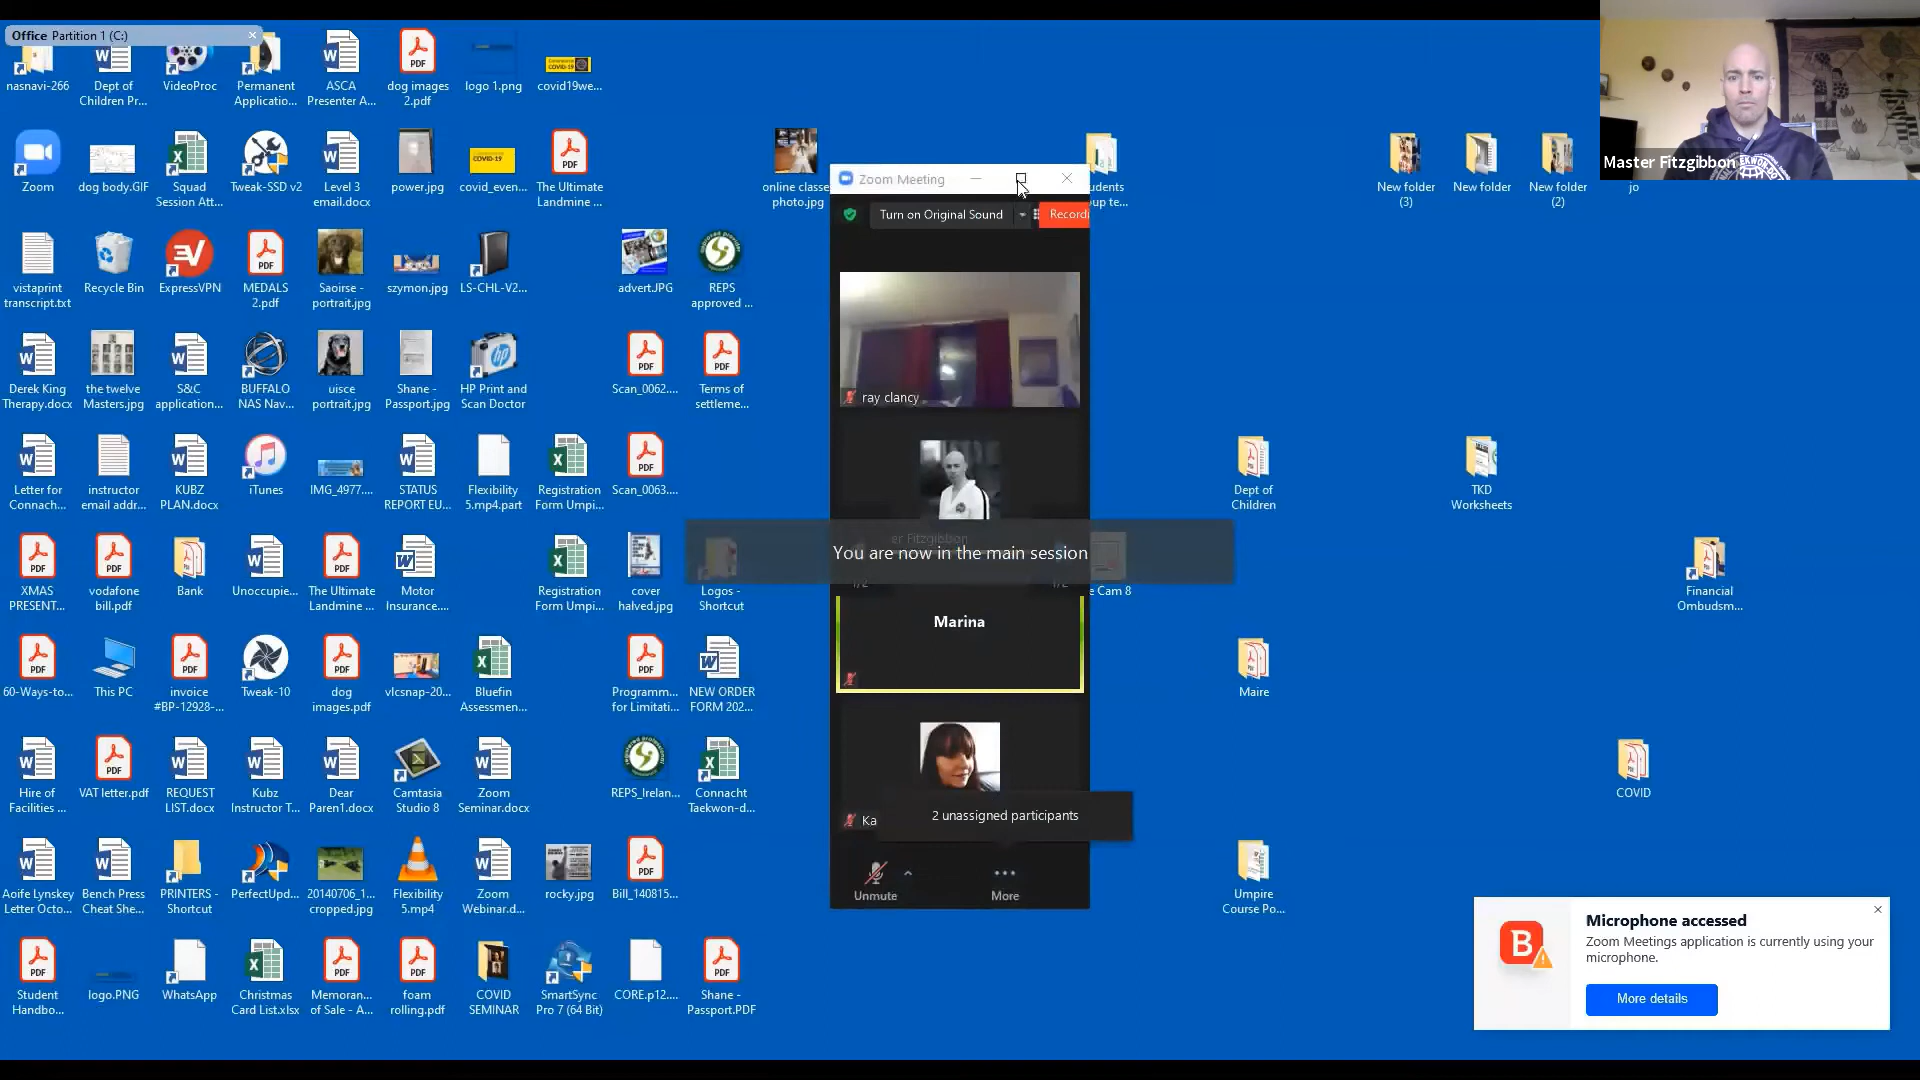 Office Partition 1 (C:)
nasnavi-266
Dept of
Children Pr...
VideoProc
Permanent
Applicatio...
ASCA
Presenter A...
dog images
2.pdf
logo 1.png
covid19we...
Zoom
dog body.GIF
Squad
Session Att...
Tweak-SSD v2
Level 3
email.docx
power.jpg
covid_even...
The Ultimate
Landmine ...
online classe
photo.jpg
udents
oup te...
New folder
(3)
New folder
New folder
(2)
jo
Master Fitzgibbon
Zoom Meeting
Turn on Original Sound
Recordi
vistaprint
transcript.txt
Recycle Bin
ExpressVPN
MEDALS
2.pdf
Saoirse -
portrait.jpg
szymon.jpg
LS-CHL-V2...
advert.JPG
REPS
approved ...
ray clancy
Derek King
Therapy.docx
the twelve
Masters.jpg
S&C
application...
BUFFALO
NAS Nav...
uisce
portrait.jpg
Shane -
Passport.jpg
HP Print and
Scan Doctor
Scan_0062....
Terms of
settleme...
Letter for
Connach...
instructor
email addr...
KUBZ
PLAN.docx
iTunes
IMG_4977....
STATUS
REPORT EU...
Flexibility
5.mp4.part
Registration
Form Umpi...
Scan_0063....
Dept of
Children
TKD
Worksheets
er Fitzgibbon
You are now in the main session
1/2
1/2
XMAS
PRESENT...
vodafone
bill.pdf
Bank
Unoccupie...
The Ultimate
Landmine ...
Motor
Insurance....
Registration
Form Umpi...
cover
halved.jpg
Logos -
Shortcut
e Cam 8
Financial
Ombudsm...
Marina
60-Ways-to...
This PC
invoice
#BP-12928-...
Tweak-10
dog
images.pdf
vlcsnap-20...
Bluefin
Assessmen...
Programm...
for Limitati...
NEW ORDER
FORM 202...
Maire
Hire of
Facilities ...
VAT letter.pdf
REQUEST
LIST.docx
Kubz
Instructor T...
Dear
Paren1.docx
Camtasia
Studio 8
Zoom
Seminar.docx
REPS_Irelan...
Connacht
Taekwon-d...
COVID
Ka
2 unassigned participants
Unmute
More
Aoife Lynskey
Letter Octo...
Bench Press
Cheat She...
PRINTERS -
Shortcut
PerfectUpd...
20140706_1...
cropped.jpg
Flexibility
5.mp4
Zoom
Webinar.d...
rocky.jpg
Bill_140815...
Umpire
Course Po...
Microphone accessed
Zoom Meetings application is currently using your
microphone.
More details
Student
Handbo...
logo.PNG
WhatsApp
Christmas
Card List.xlsx
Memoran...
of Sale - A...
foam
rolling.pdf
COVID
SEMINAR
SmartSync
Pro 7 (64 Bit)
CORE.p12....
Shane -
Passport.PDF